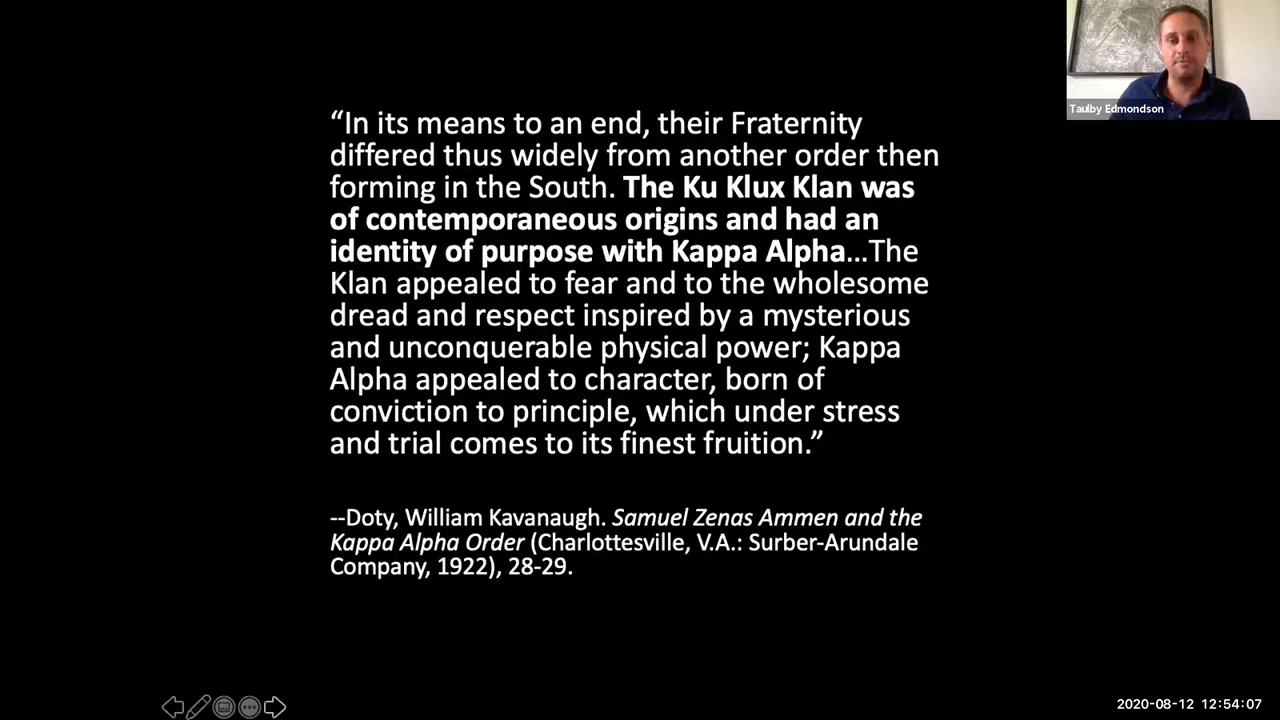 Taulby Edmondson
“In its means to an end, their Fraternity
differed thus widely from another order then
forming in the South. The Ku Klux Klan was
of contemporaneous origins and had an
identity of purpose with Kappa Alpha…The
Klan appealed to fear and to the wholesome
dread and respect inspired by a mysterious
and unconquerable physical power; Kappa
Alpha appealed to character, born of
conviction to principle, which under stress
and trial comes to its finest fruition.”
--Doty, William Kavanaugh. Samuel Zenas Ammen and the
Kappa Alpha Order (Charlottesville, V.A.: Surber-Arundale
Company, 1922), 28-29.
2020-08-12 12:54:07